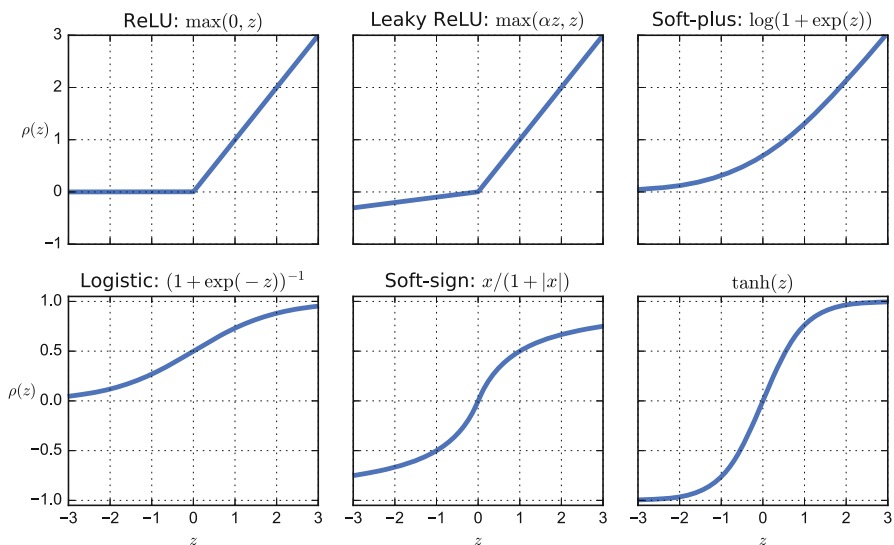 ReLU: max(0, z)
Leaky ReLU: max(αz, z)
Soft-plus: log(1 + exp(z))
3
2
1
0
−1
ρ(z)
Logistic: (1 + exp(−z))⁻¹
Soft-sign: x/(1 + |x|)
tanh(z)
1.0
0.5
0.0
−0.5
−1.0
ρ(z)
−3 −2 −1 0 1 2 3
−3 −2 −1 0 1 2 3
−3 −2 −1 0 1 2 3
z
z
z